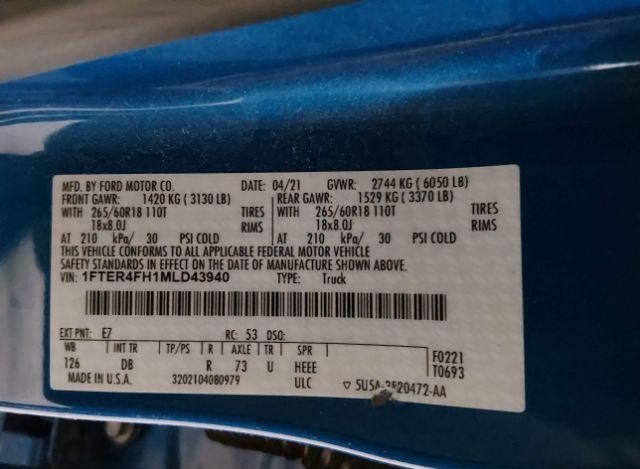 MFD. BY FORD MOTOR CO. DATE: 04/21 GVWR: 2744 KG ( 6050 LB)
FRONT GAWR: 1420 KG ( 3130 LB) REAR GAWR: 1529 KG ( 3370 LB)
WITH 265/60R18 110T TIRES WITH 265/60R18 110T TIRES
18x8.0J RIMS 18x8.0J RIMS
AT 210 kPa/ 30 PSI COLD AT 210 kPa/ 30 PSI COLD
THIS VEHICLE CONFORMS TO ALL APPLICABLE FEDERAL MOTOR VEHICLE
SAFETY STANDARDS IN EFFECT ON THE DATE OF MANUFACTURE SHOWN ABOVE.
VIN: 1FTER4FH1MLD43940 TYPE: Truck
EXT PNT: E7 RC: 53 DSO:
WB INT TR TP/PS R AXLE TR SPR F0221
126 DB R 73 U HEEE T0693
MADE IN U.S.A. 3202104080979 ULC ▽ 5U5A-3520472-AA